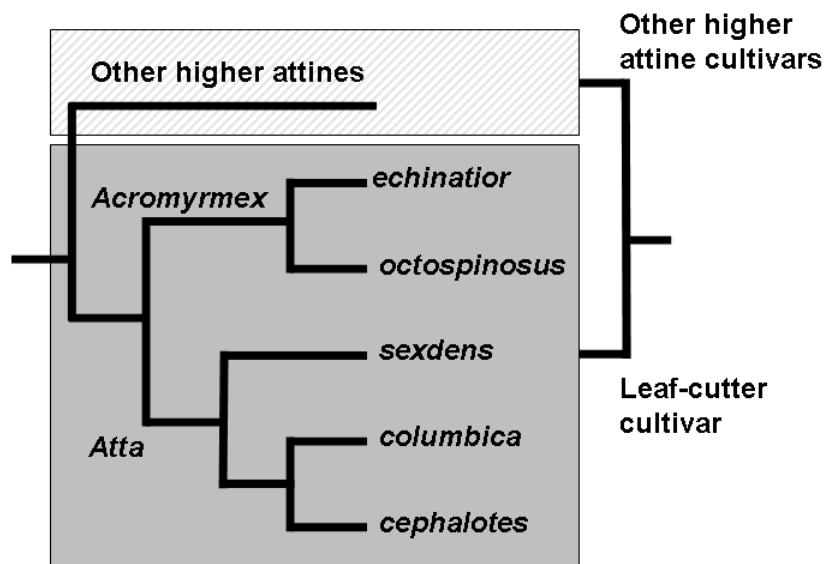 Other higher
attine cultivars
Other higher attines
Acromyrmex
echinatior
octospinosus
sexdens
Atta
columbica
cephalotes
Leaf-cutter
cultivar